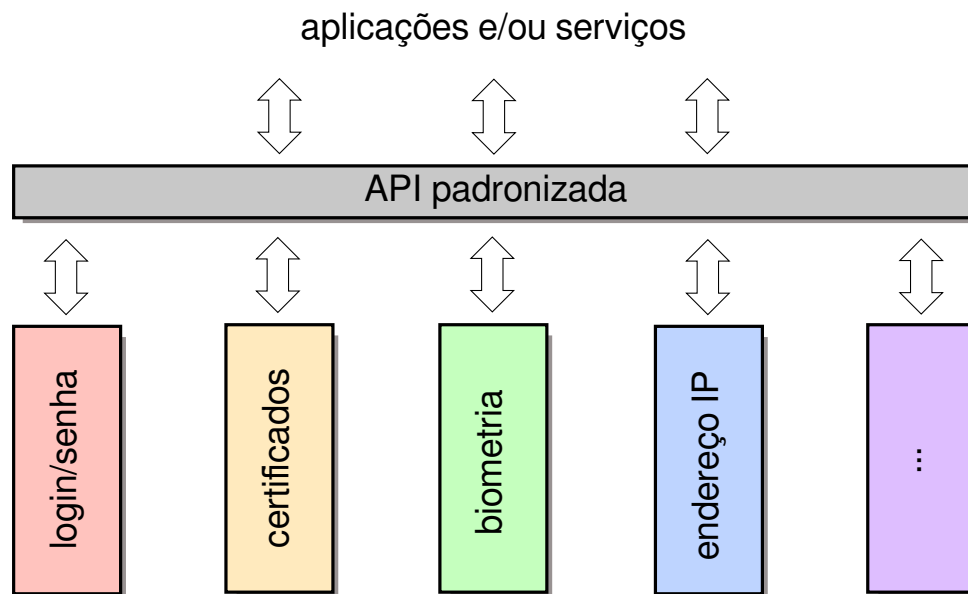 aplicações e/ou serviços
API padronizada
login/senha
certificados
biometria
endereço IP
...